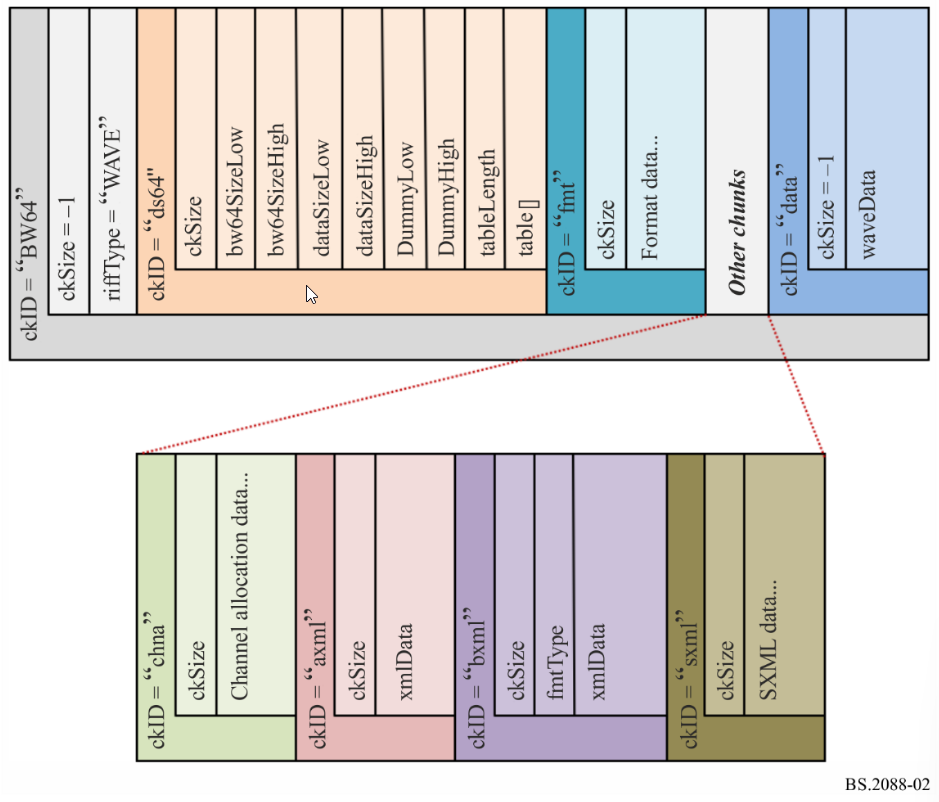 ckID = “BW64”
ckSize = –1
riffType = “WAVE”
ckID = “ds64"
ckSize
bw64SizeLow
bw64SizeHigh
dataSizeLow
dataSizeHigh
DummyLow
DummyHigh
tableLength
table[]
ckID = “fmt”
ckSize
Format data...
Other chunks
ckID = “data”
ckSize = –1
waveData
ckID = “chna”
ckSize
Channel allocation data...
ckID = “axml”
ckSize
xmlData
ckID = “bxml”
ckSize
fmtType
xmlData
ckID = “sxml”
ckSize
SXML data...
BS.2088-02